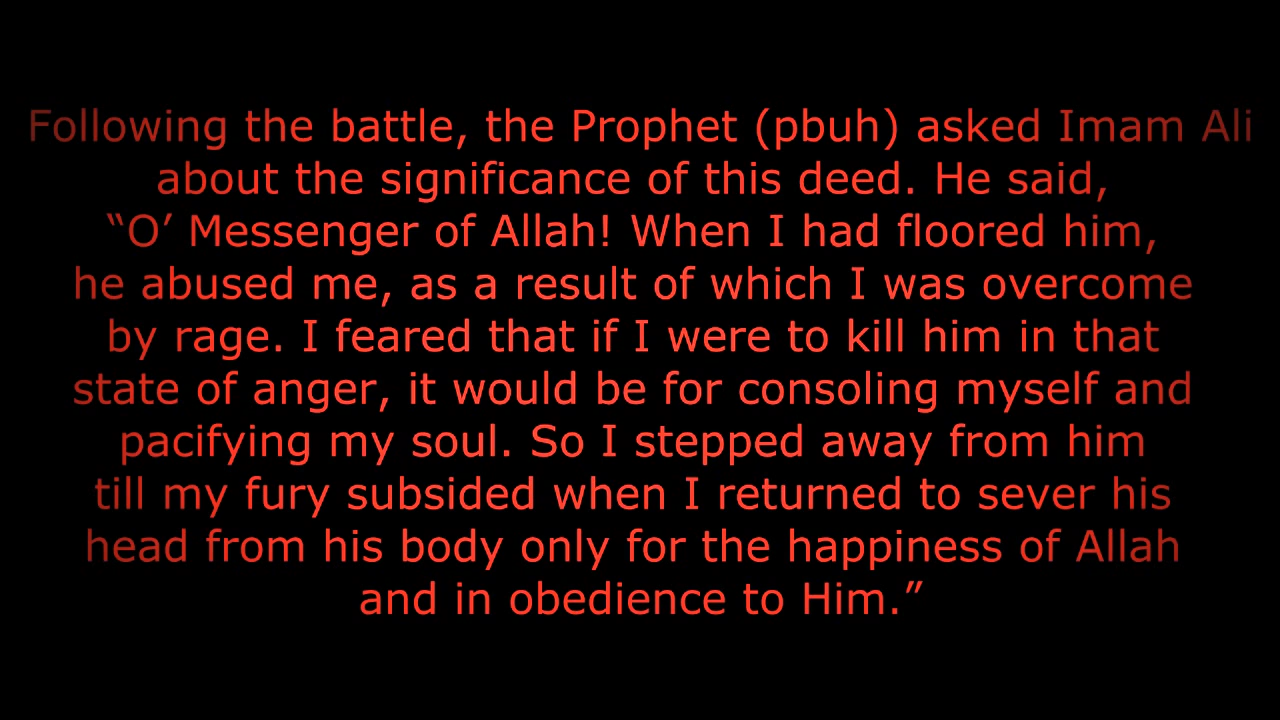 Following the battle, the Prophet (pbuh) asked Imam Ali
about the significance of this deed. He said,
“O’ Messenger of Allah! When I had floored him,
he abused me, as a result of which I was overcome
by rage. I feared that if I were to kill him in that
state of anger, it would be for consoling myself and
pacifying my soul. So I stepped away from him
till my fury subsided when I returned to sever his
head from his body only for the happiness of Allah
and in obedience to Him.”